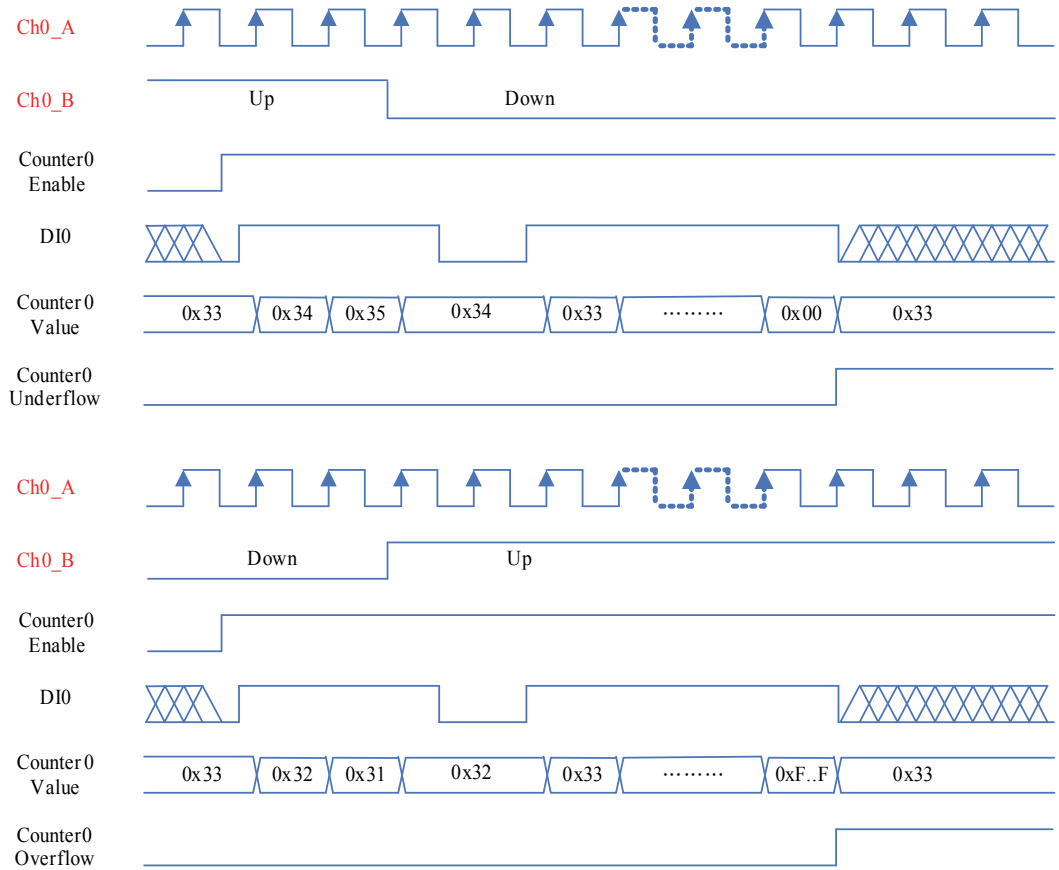 Ch0_A
Ch0_B
Up
Down
Counter0
Enable
DI0
Counter0
Value
0x33
0x34
0x35
0x34
0x33
·········
0x00
0x33
Counter0
Underflow
Ch0_A
Ch0_B
Down
Up
Counter0
Enable
DI0
Counter0
Value
0x33
0x32
0x31
0x32
0x33
·········
0xF..F
0x33
Counter0
Overflow